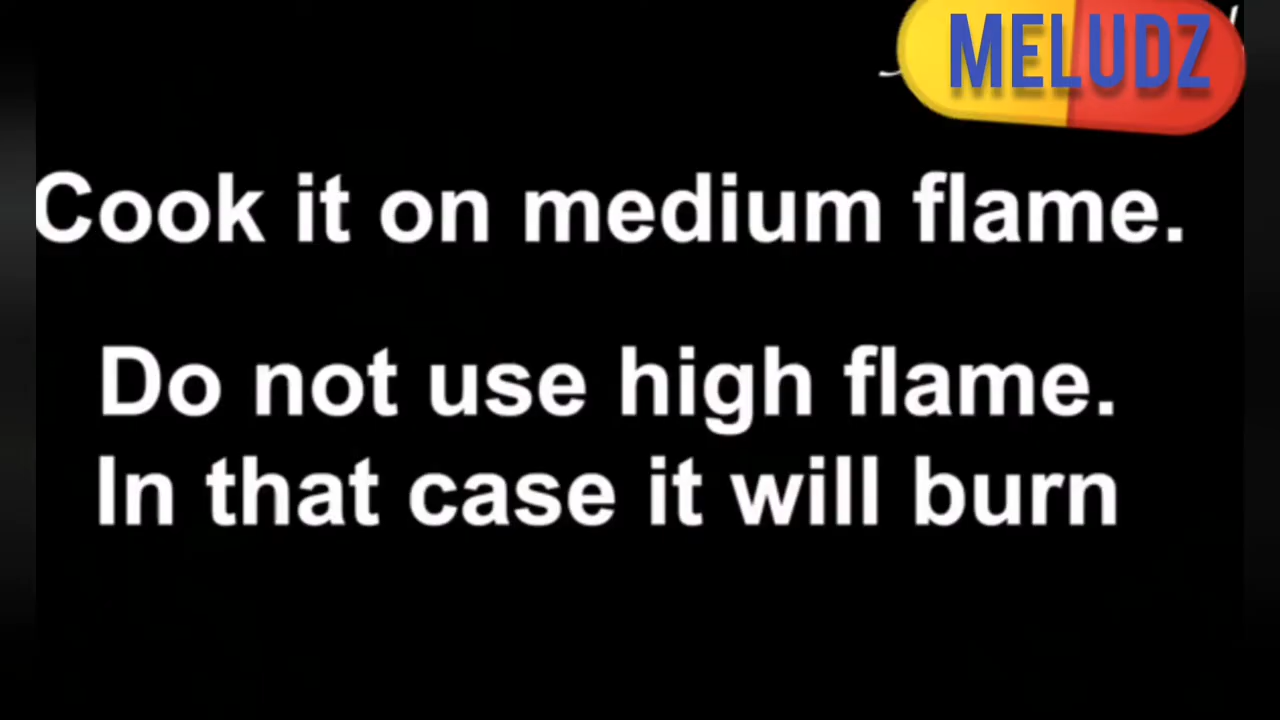 MELUDZ
Cook it on medium flame.
Do not use high flame.
In that case it will burn